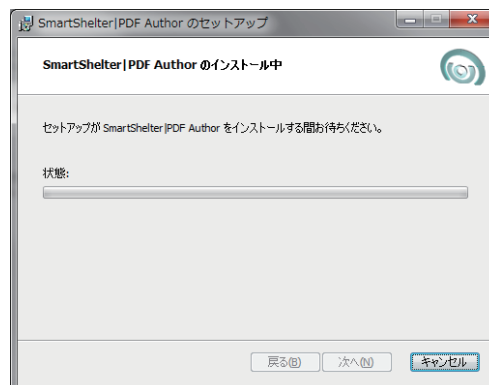 SmartShelter|PDF Author のセットアップ
SmartShelter|PDF Author のインストール中
セットアップが SmartShelter|PDF Author をインストールする間お待ちください。
状態:
戻る(B) 次へ(N) キャンセル